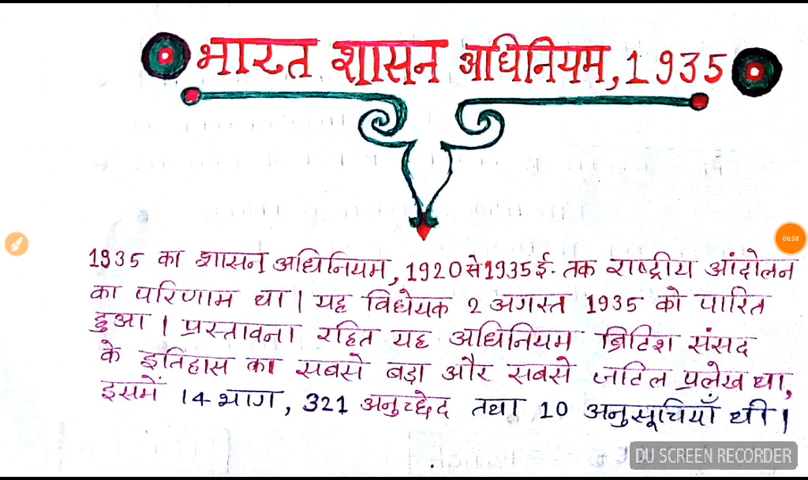 भारत शासन अधिनियम, 1935
06:58
1935 का शासन अधिनियम, 1920 से 1935 ई. तक राष्ट्रीय आंदोलन
का परिणाम था। यह विधेयक 2 अगस्त 1935 को पारित
हुआ। प्रस्तावना रहित यह अधिनियम ब्रिटिश संसद
के इतिहास का सबसे बड़ा और सबसे जटिल प्रलेख था,
इसमें 14 भाग, 321 अनुच्छेद तथा 10 अनुसूचियाँ थी।
DU SCREEN RECORDER